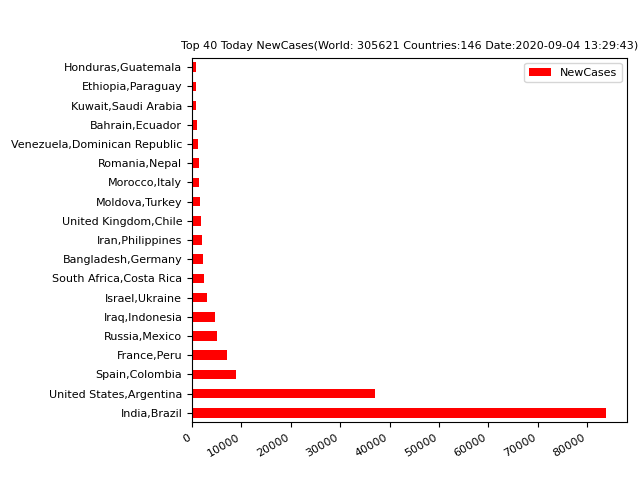 Top 40 Today NewCases(World: 305621 Countries:146 Date:2020-09-04 13:29:43)
NewCases
Honduras,Guatemala
Ethiopia,Paraguay
Kuwait,Saudi Arabia
Bahrain,Ecuador
Venezuela,Dominican Republic
Romania,Nepal
Morocco,Italy
Moldova,Turkey
United Kingdom,Chile
Iran,Philippines
Bangladesh,Germany
South Africa,Costa Rica
Israel,Ukraine
Iraq,Indonesia
Russia,Mexico
France,Peru
Spain,Colombia
United States,Argentina
India,Brazil
0 10000 20000 30000 40000 50000 60000 70000 80000